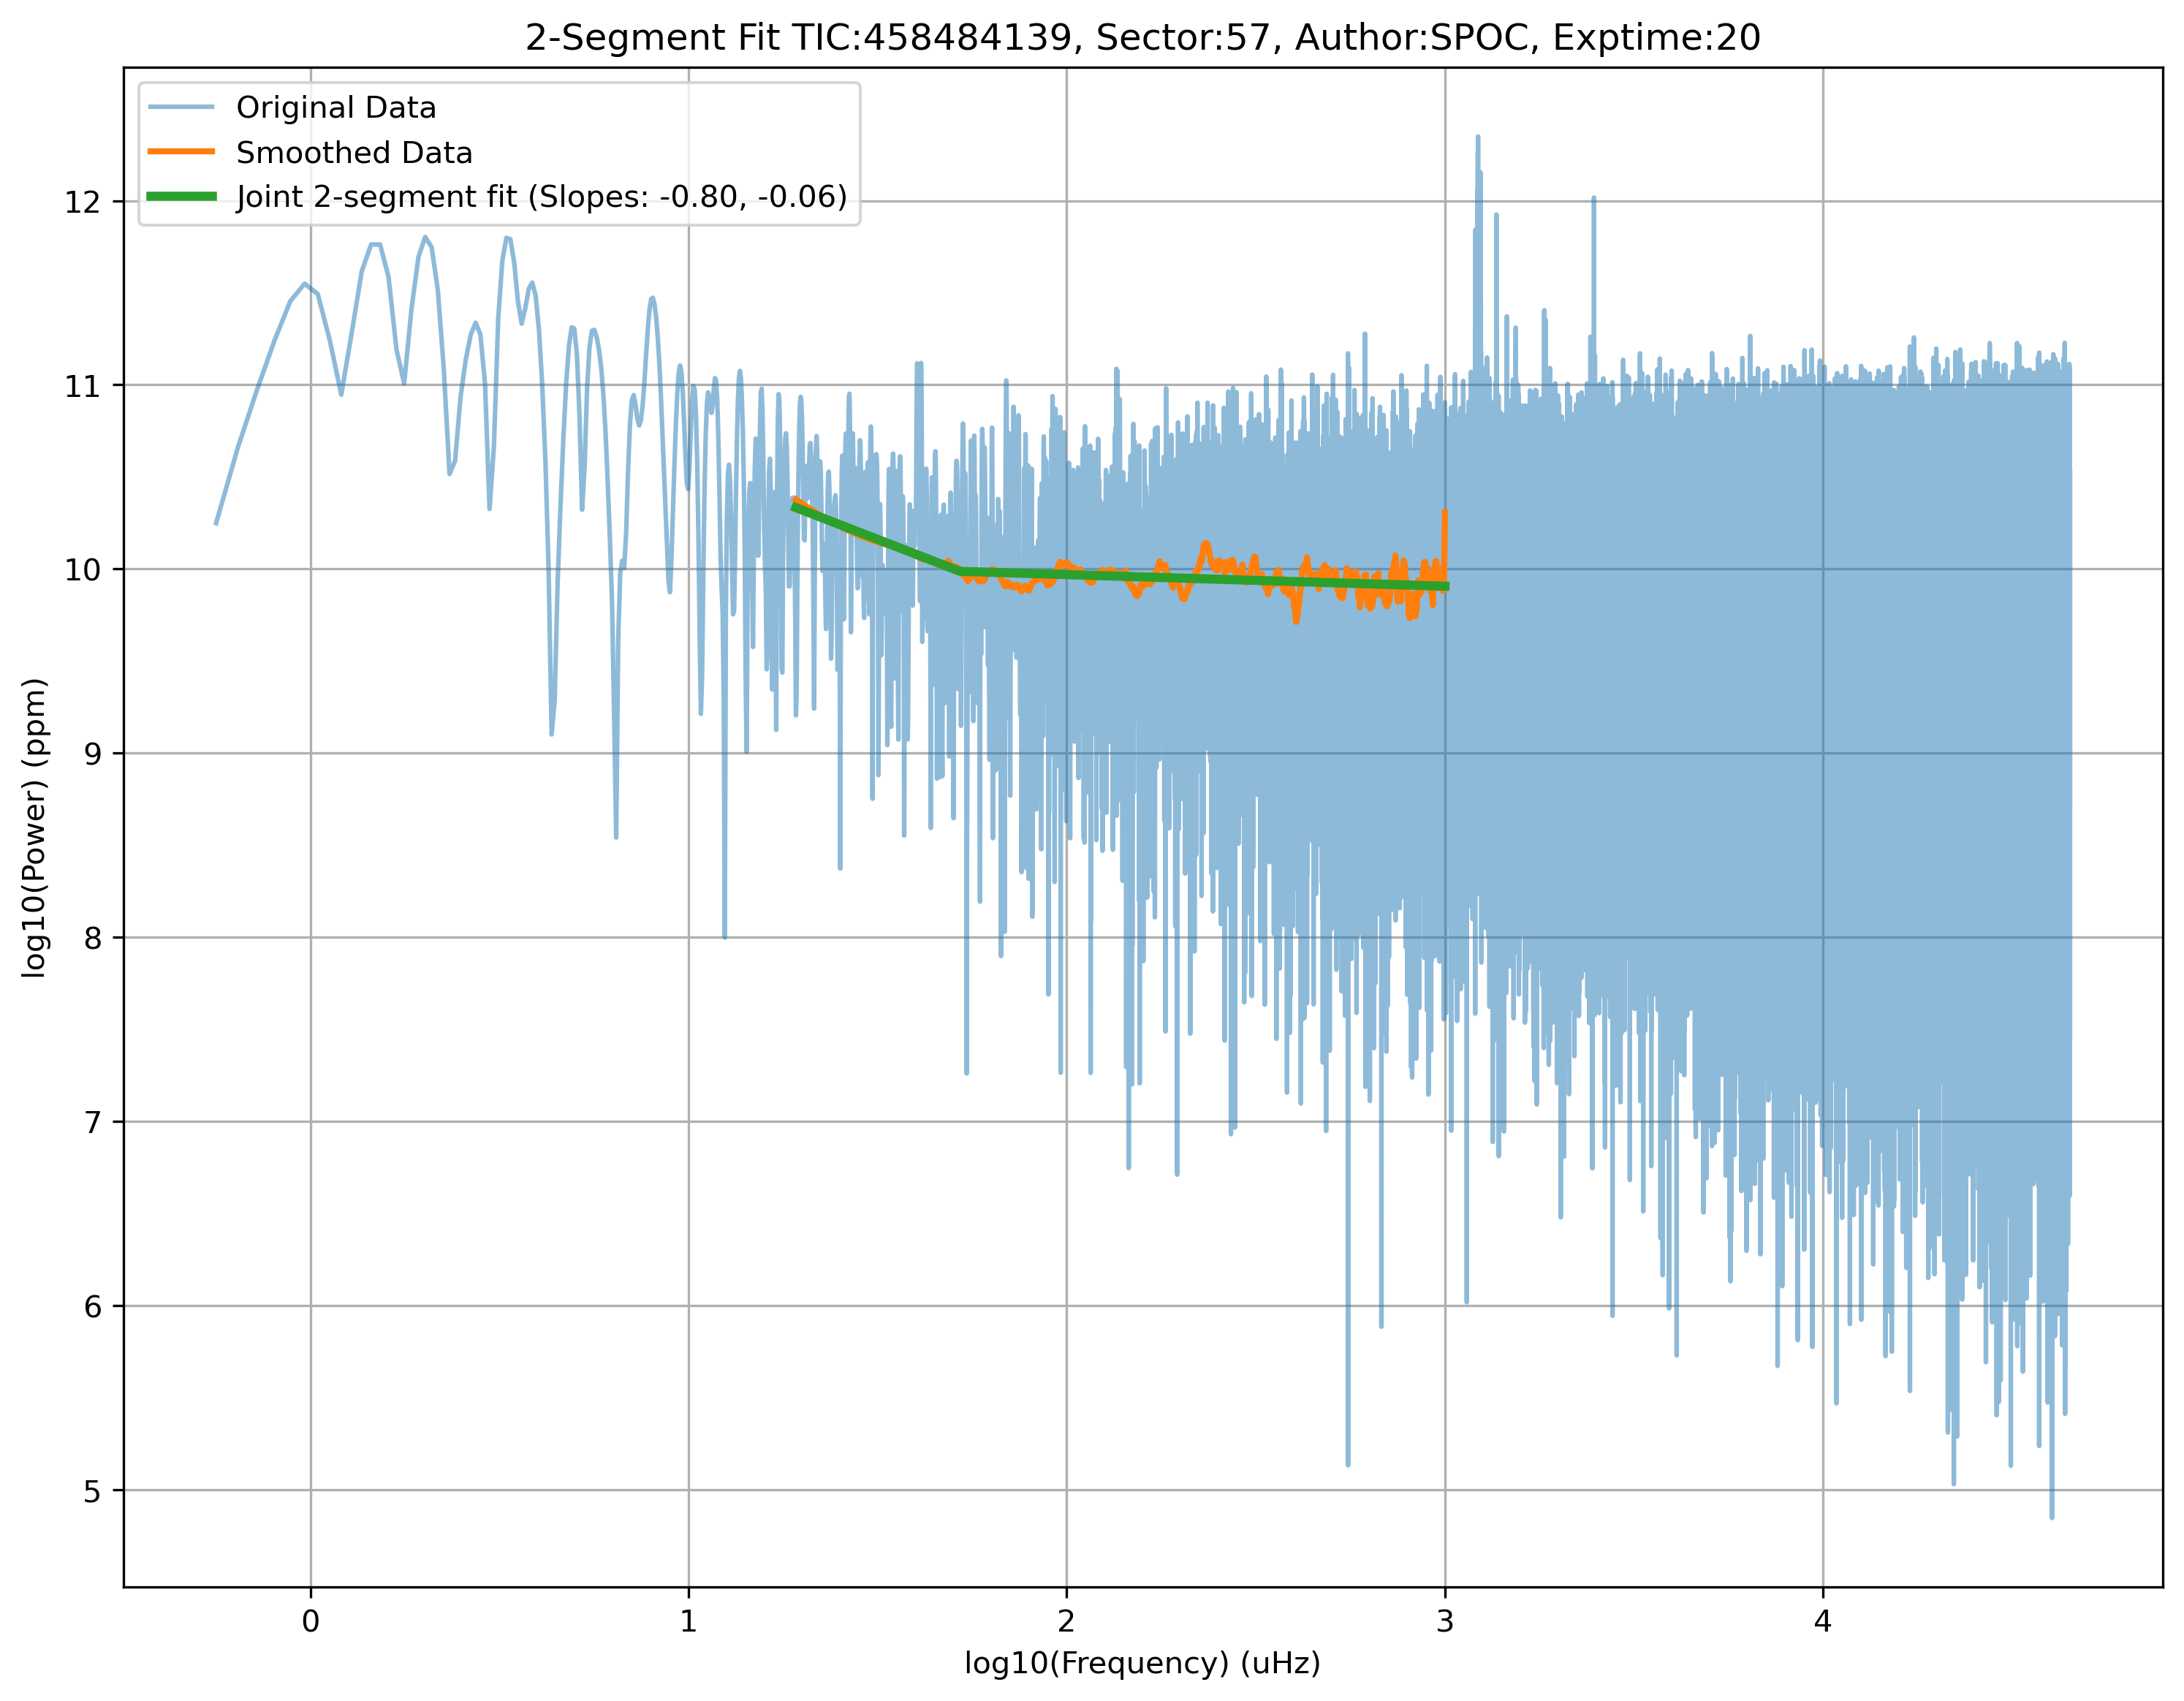 2-Segment Fit TIC:458484139, Sector:57, Author:SPOC, Exptime:20
Original Data
Smoothed Data
Joint 2-segment fit (Slopes: -0.80, -0.06)
12
11
10
9
8
7
6
5
log10(Power) (ppm)
0 1 2 3 4
log10(Frequency) (uHz)